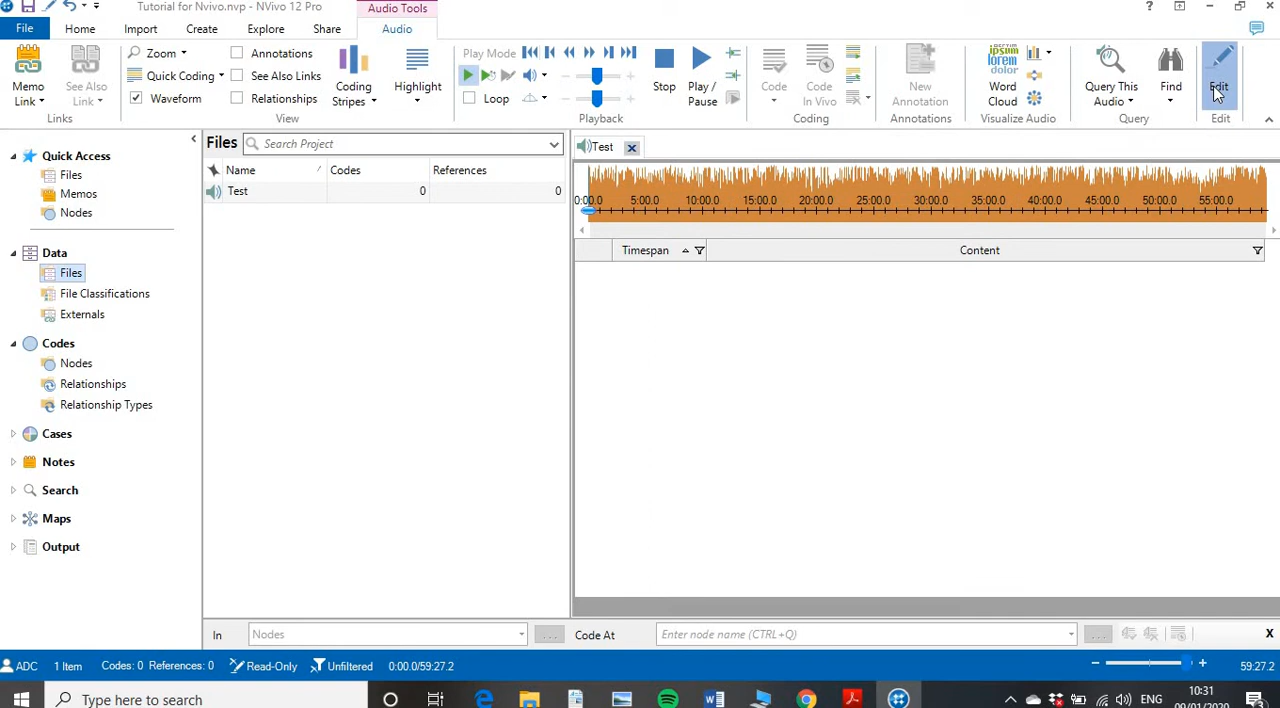 Tutorial for Nvivo.nvp - NVivo 12 Pro
Audio Tools
?
File
Home
Import
Create
Explore
Share
Audio
Memo Link
See Also Link
Links
Zoom
Quick Coding
Waveform
Annotations
See Also Links
Relationships
View
Coding Stripes
Highlight
Play Mode
Loop
Stop
Play / Pause
Playback
Code
Code In Vivo
Coding
New Annotation
Annotations
lorem ipsum dolor
Word Cloud
Visualize Audio
Query This Audio
Find
Query
Edit
Edit
Quick Access
Files
Memos
Nodes
Data
Files
File Classifications
Externals
Codes
Nodes
Relationships
Relationship Types
Cases
Notes
Search
Maps
Output
Files
Search Project
Name
Codes
References
Test
0
0
Test
0:00.0 5:00.0 10:00.0 15:00.0 20:00.0 25:00.0 30:00.0 35:00.0 40:00.0 45:00.0 50:00.0 55:00.0
Timespan
Content
In
Nodes
...
Code At
Enter node name (CTRL+Q)
...
X
ADC
1 Item
Codes: 0
References: 0
Read-Only
Unfiltered
0:00.0/59:27.2
59:27.2
Type here to search
ENG
10:31
09/01/2020